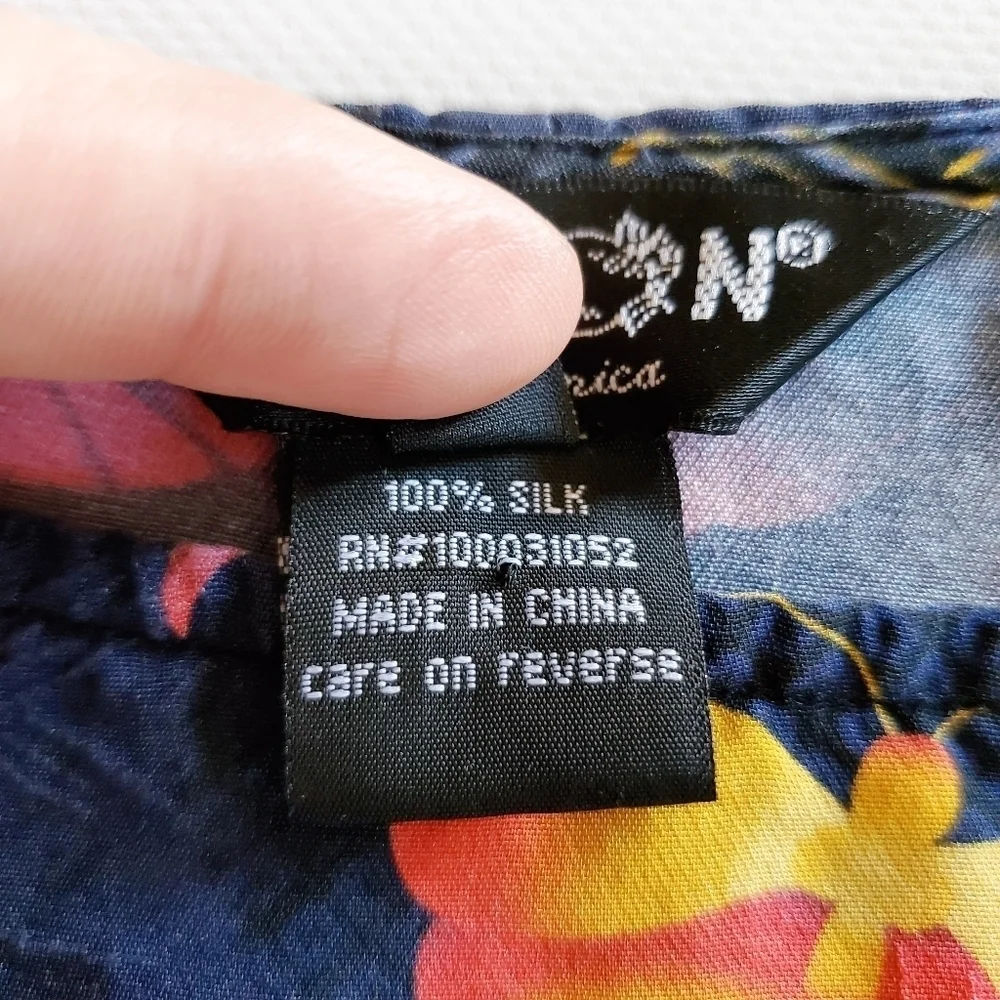 N®
nica
100% SILK
RN#100031052
MADE IN CHINA
care on reverse